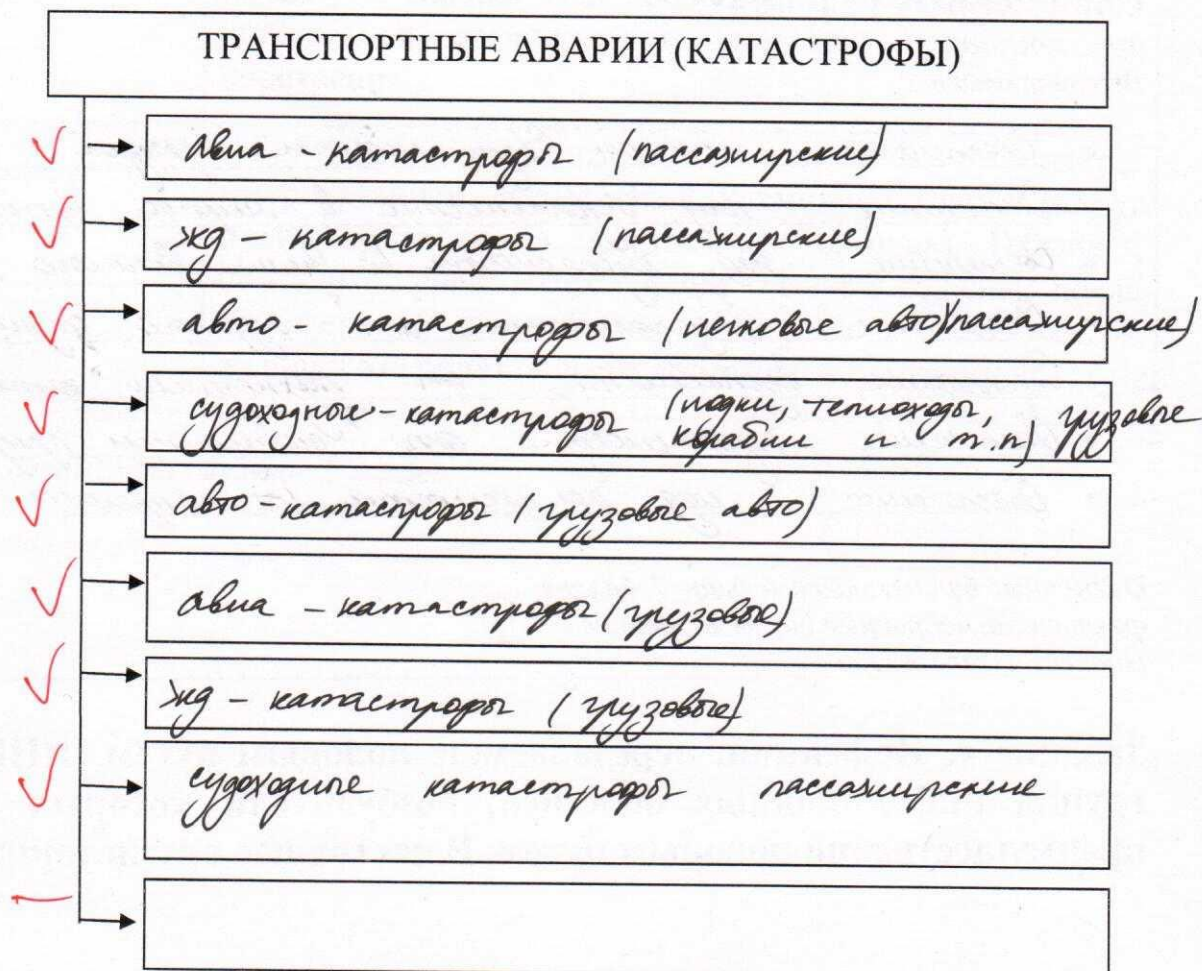 ТРАНСПОРТНЫЕ АВАРИИ (КАТАСТРОФЫ)
авиа - катастрофы (пассажирские)
жд - катастрофы (пассажирские)
авто - катастрофы (легковые авто)(пассажирские)
судоходные - катастрофы (лодки, теплоходы, корабли и т.п) грузовые
авто катастрофы (грузовые авто)
авиа - катастрофы (грузовые)
жд - катастрофы (грузовые)
судоходные катастрофы пассажирские